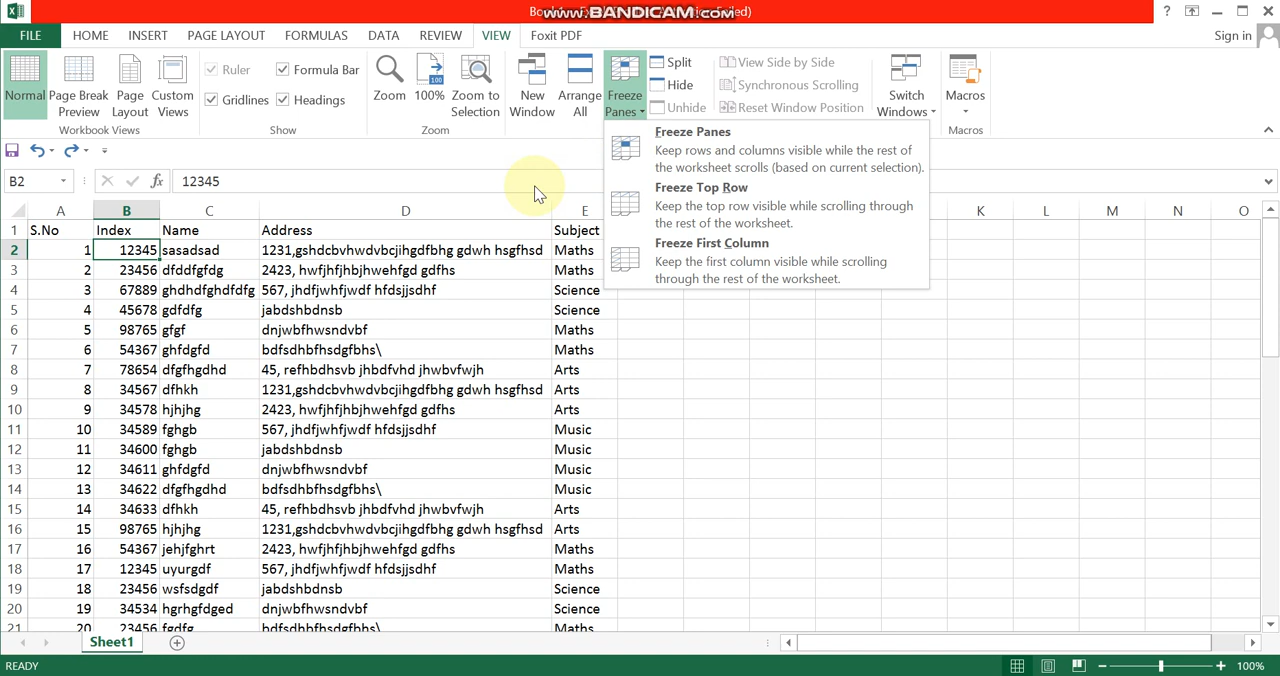 www.BANDICAM.com
? Sign in
FILE HOME INSERT PAGE LAYOUT FORMULAS DATA REVIEW VIEW Foxit PDF
Normal
Page Break Preview
Page Layout
Custom Views
Workbook Views
Ruler
Formula Bar
Gridlines
Headings
Show
Zoom
100
100%
Zoom to Selection
Zoom
New Window
Arrange All
Freeze Panes
Split
Hide
Unhide
View Side by Side
Synchronous Scrolling
Reset Window Position
Switch Windows
Macros
Macros
Freeze Panes
Keep rows and columns visible while the rest of
the worksheet scrolls (based on current selection).
Freeze Top Row
Keep the top row visible while scrolling through
the rest of the worksheet.
Freeze First Column
Keep the first column visible while scrolling
through the rest of the worksheet.
B2 fx 12345
A B C D E K L M N O
1 S.No Index Name Address Subject
2 1 12345 sasadsad 1231,gshdcbvhwdvbcjihgdfbhg gdwh hsgfhsd Maths
3 2 23456 dfddfgfdg 2423, hwfjhfjhbjhwehfgd gdfhs Maths
4 3 67889 ghdhdfghdfdfg 567, jhdfjwhfjwdf hfdsjjsdhf Science
5 4 45678 gdfdfg jabdshbdnsb Science
6 5 98765 gfgf dnjwbfhwsndvbf Maths
7 6 54367 ghfdgfd bdfsdhbfhsdgfbhs\ Maths
8 7 78654 dfgfhgdhd 45, refhbdhsvb jhbdfvhd jhwbvfwjh Arts
9 8 34567 dfhkh 1231,gshdcbvhwdvbcjihgdfbhg gdwh hsgfhsd Arts
10 9 34578 hjhjhg 2423, hwfjhfjhbjhwehfgd gdfhs Arts
11 10 34589 fghgb 567, jhdfjwhfjwdf hfdsjjsdhf Music
12 11 34600 fghgb jabdshbdnsb Music
13 12 34611 ghfdgfd dnjwbfhwsndvbf Music
14 13 34622 dfgfhgdhd bdfsdhbfhsdgfbhs\ Music
15 14 34633 dfhkh 45, refhbdhsvb jhbdfvhd jhwbvfwjh Arts
16 15 98765 hjhjhg 1231,gshdcbvhwdvbcjihgdfbhg gdwh hsgfhsd Arts
17 16 54367 jehjfghrt 2423, hwfjhfjhbjhwehfgd gdfhs Maths
18 17 12345 uyurgdf 567, jhdfjwhfjwdf hfdsjjsdhf Maths
19 18 23456 wsfsdgdf jabdshbdnsb Science
20 19 34534 hgrhgfdged dnjwbfhwsndvbf Science
21 20 23456 fgdfg bdfsdhbfhsdgfbhs\ Maths
Sheet1
READY 100%